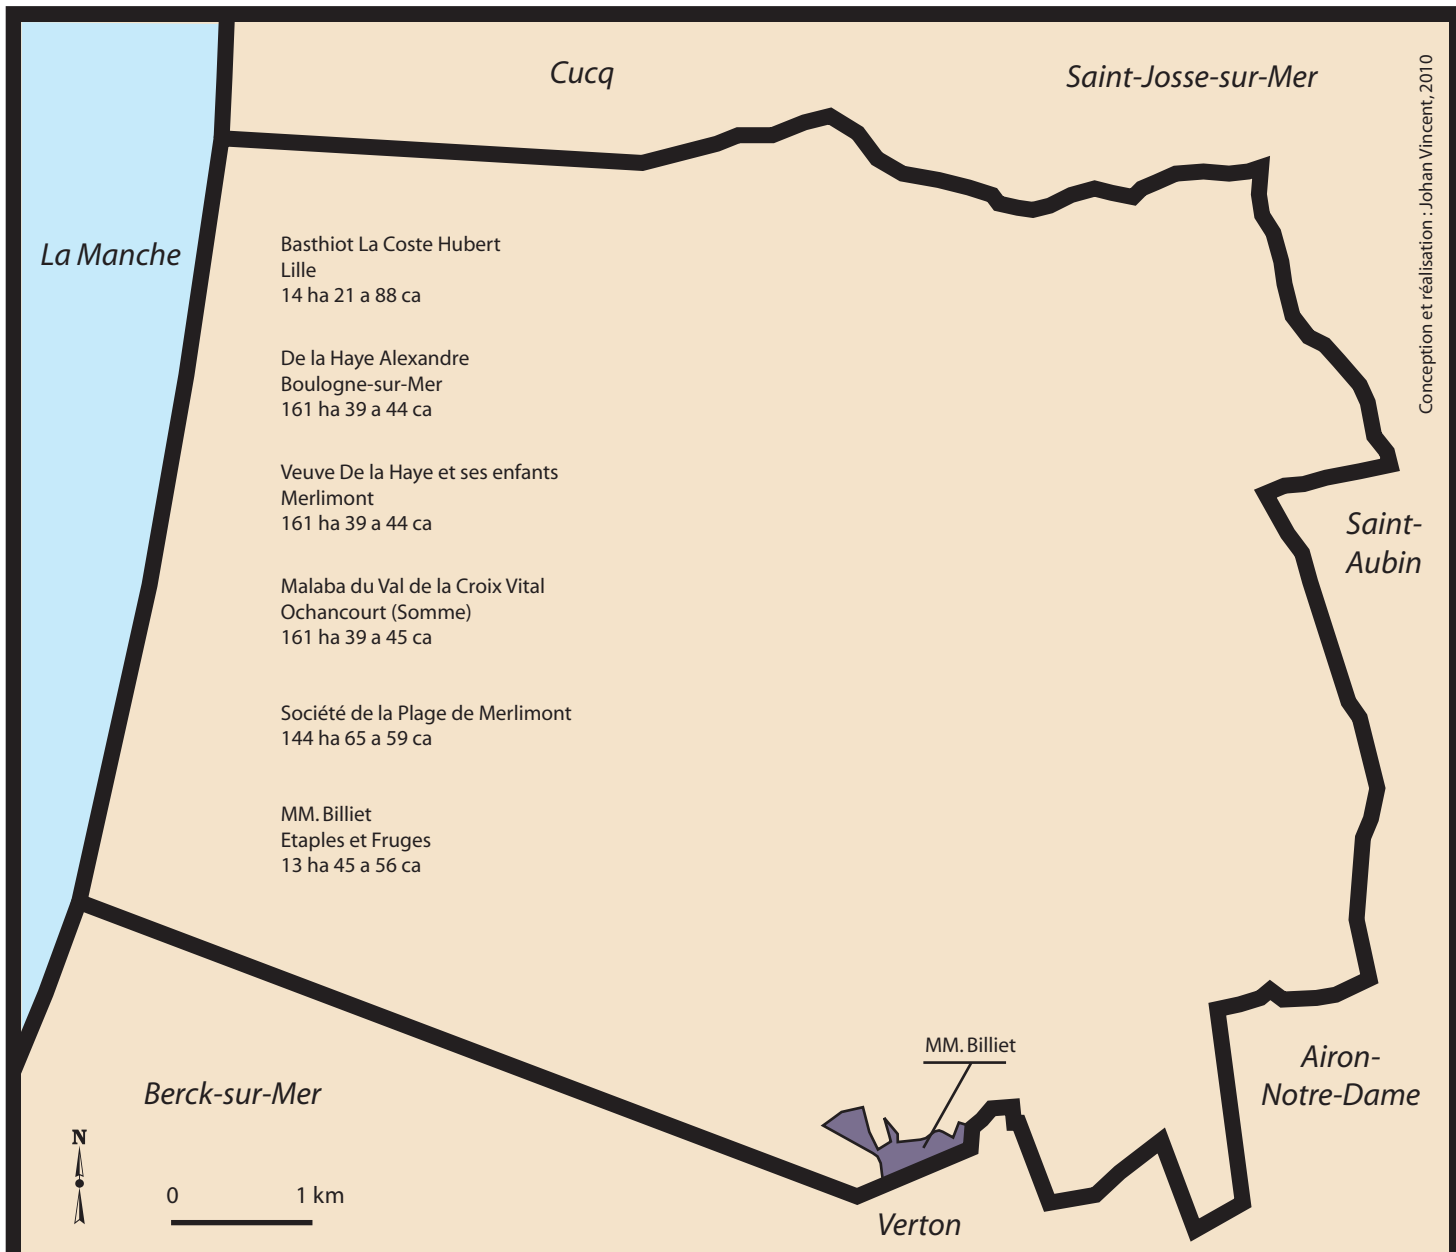 Cucq
Saint-Josse-sur-Mer
Conception et réalisation : Johan Vincent, 2010
La Manche
Basthiot La Coste Hubert
Lille
14 ha 21 a 88 ca
De la Haye Alexandre
Boulogne-sur-Mer
161 ha 39 a 44 ca
Veuve De la Haye et ses enfants
Merlimont
161 ha 39 a 44 ca
Malaba du Val de la Croix Vital
Ochancourt (Somme)
161 ha 39 a 45 ca
Société de la Plage de Merlimont
144 ha 65 a 59 ca
MM. Billiet
Etaples et Fruges
13 ha 45 a 56 ca
Saint-
Aubin
MM. Billiet
Airon-
Notre-Dame
Berck-sur-Mer
N
0 1 km
Verton